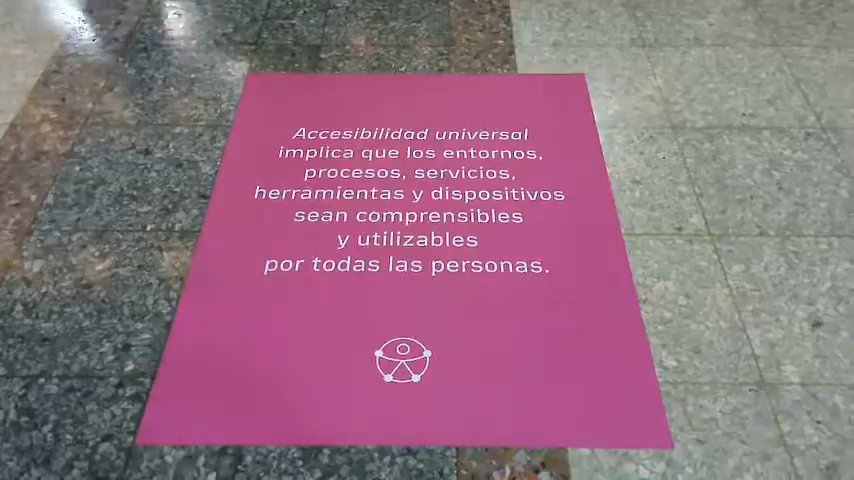 Accesibilidad universal
implica que los entornos,
procesos, servicios,
herramientas y dispositivos
sean comprensibles
y utilizables
por todas las personas.